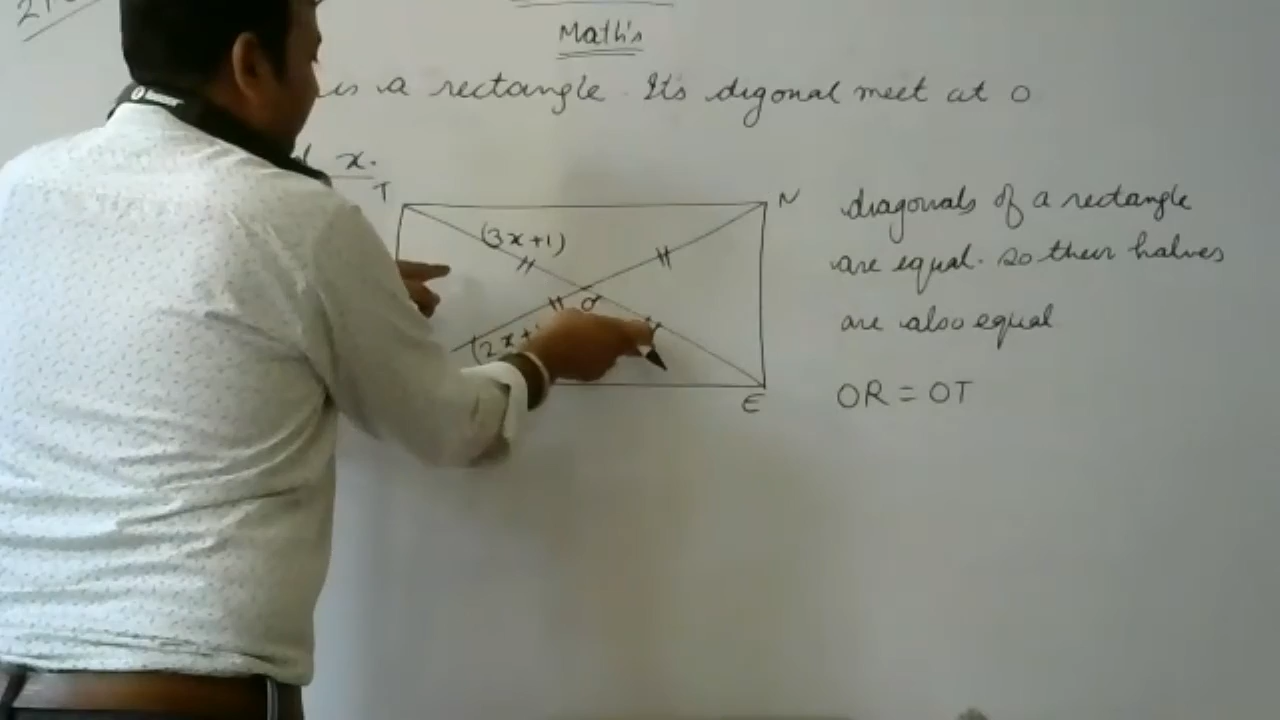 Math's
is a rectangle. It's digonal meet at O
x.
T
N
(3x+1)
O
(2x+
E
diagonals of a rectangle
are equal. so their halves
are also equal
OR = OT